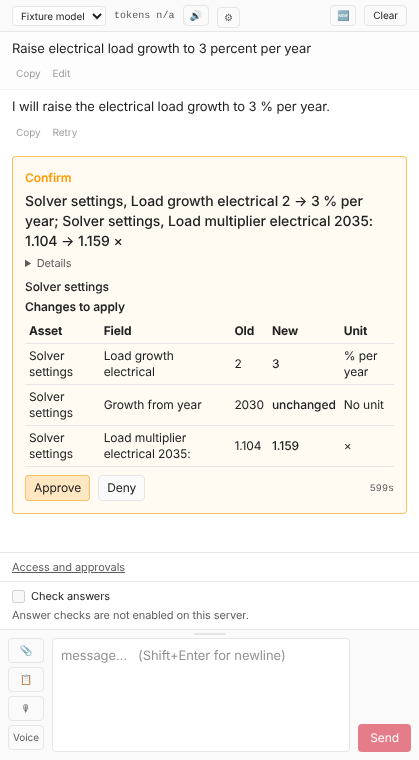 Fixture model
tokens n/a
Clear
Raise electrical load growth to 3 percent per year
Copy Edit
I will raise the electrical load growth to 3 % per year.
Copy Retry
Confirm
Solver settings, Load growth electrical 2 → 3 % per
year; Solver settings, Load multiplier electrical 2035:
1.104 → 1.159 ×
Details
Solver settings
Changes to apply
Asset Field Old New Unit
Solver settings Load growth electrical 2 3 % per year
Solver settings Growth from year 2030 unchanged No unit
Solver settings Load multiplier electrical 2035: 1.104 1.159 ×
Approve Deny 599s
Access and approvals
Check answers
Answer checks are not enabled on this server.
message... (Shift+Enter for newline)
Voice
Send